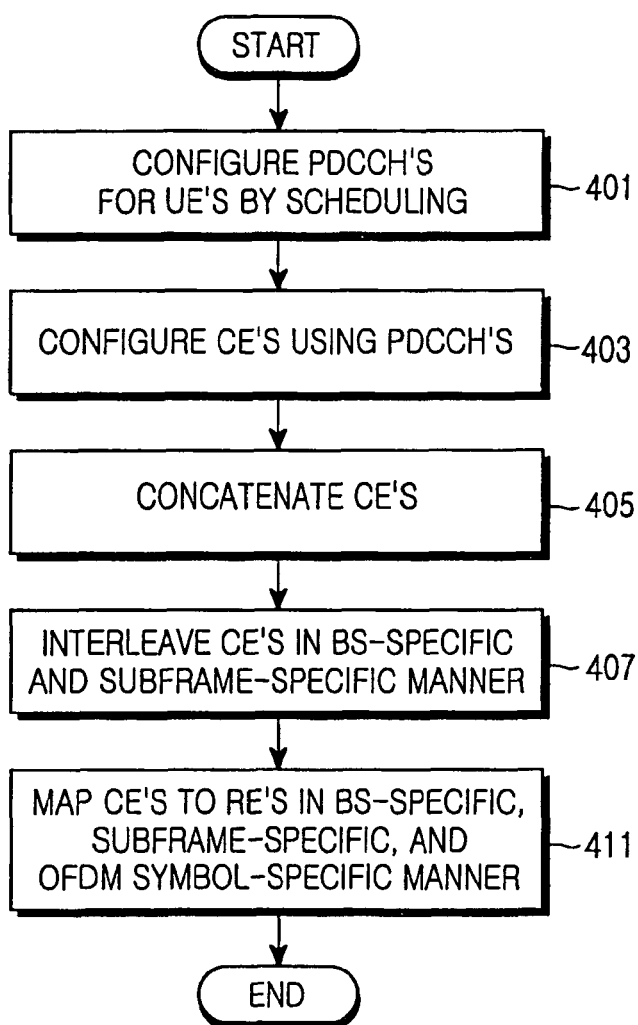 START
CONFIGURE PDCCH'S
FOR UE'S BY SCHEDULING
401
CONFIGURE CE'S USING PDCCH'S
403
CONCATENATE CE'S
405
INTERLEAVE CE'S IN BS-SPECIFIC
AND SUBFRAME-SPECIFIC MANNER
407
MAP CE'S TO RE'S IN BS-SPECIFIC,
SUBFRAME-SPECIFIC, AND
OFDM SYMBOL-SPECIFIC MANNER
411
END